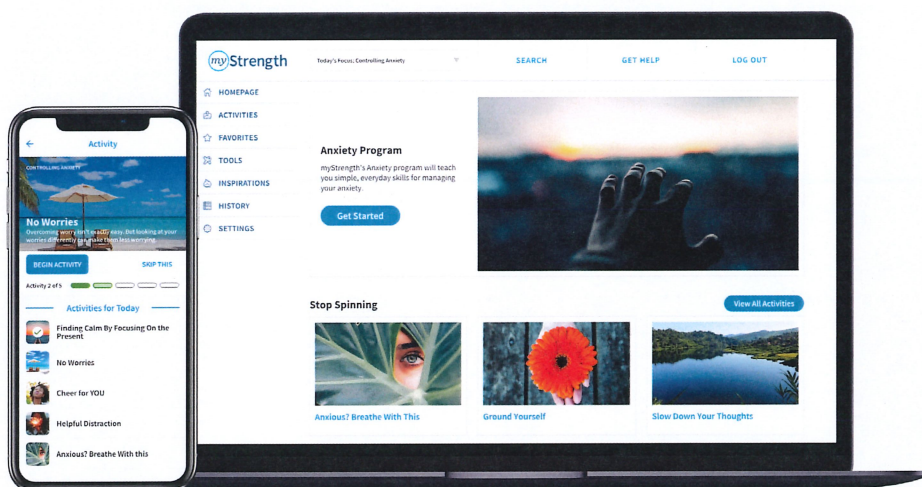 Activity
CONTROLLING ANXIETY
No Worries
Overcoming worry isn't exactly easy. But looking at your
worries differently can make them less worrying.
BEGIN ACTIVITY
SKIP THIS
Activity 2 of 5
Activities for Today
Finding Calm By Focusing On the
Present
No Worries
Cheer for YOU
Helpful Distraction
Anxious? Breathe With this
myStrength
Today's Focus, Controlling Anxiety
SEARCH
GET HELP
LOG OUT
HOMEPAGE
ACTIVITIES
FAVORITES
TOOLS
INSPIRATIONS
HISTORY
SETTINGS
Anxiety Program
myStrength's Anxiety program will teach
you simple, everyday skills for managing
your anxiety.
Get Started
Stop Spinning
View All Activities
Anxious? Breathe With This
Ground Yourself
Slow Down Your Thoughts